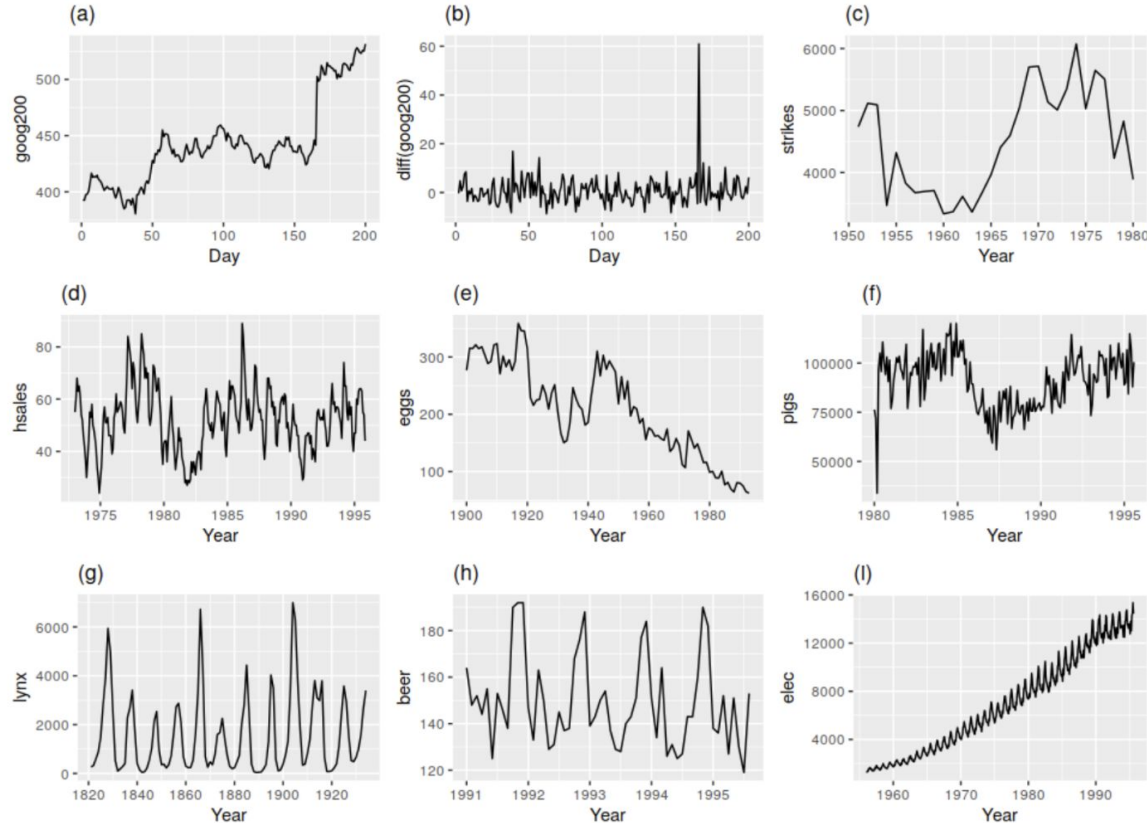 (a)
500
450
400
goog200
0
50
100
150
200
Day
(b)
60
40
20
0
diff(goog200)
0
50
100
150
200
Day
(c)
6000
5000
4000
strikes
1950
1955
1960
1965
1970
1975
1980
Year
(d)
80
60
40
hsales
1975
1980
1985
1990
1995
Year
(e)
300
200
100
eggs
1900
1920
1940
1960
1980
Year
(f)
100000
75000
50000
pigs
1980
1985
1990
1995
Year
(g)
6000
4000
2000
0
lynx
1820
1840
1860
1880
1900
1920
Year
(h)
180
160
140
120
beer
1991
1992
1993
1994
1995
Year
(I)
16000
12000
8000
4000
elec
1960
1970
1980
1990
Year